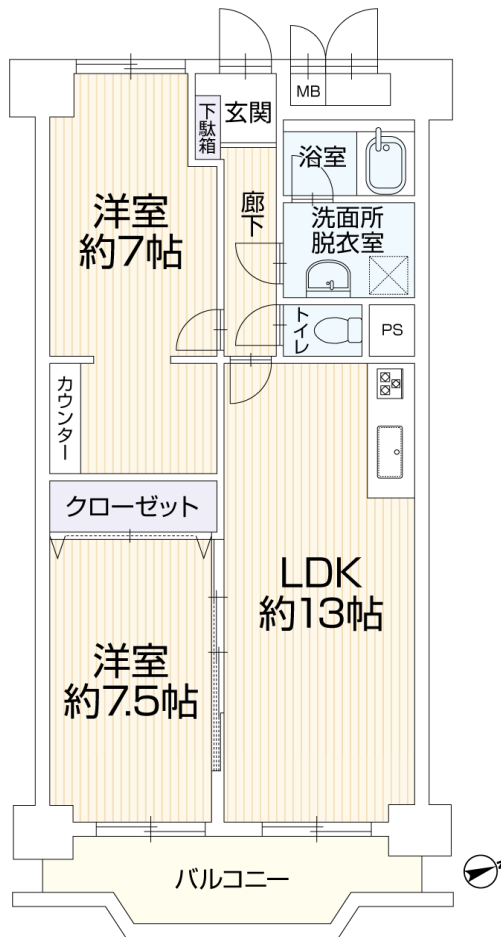 MB
玄関
下駄箱
浴室
廊下
洋室
約7帖
洗面所
脱衣室
トイレ
PS
カウンター
クローゼット
LDK
約13帖
洋室
約7.5帖
バルコニー